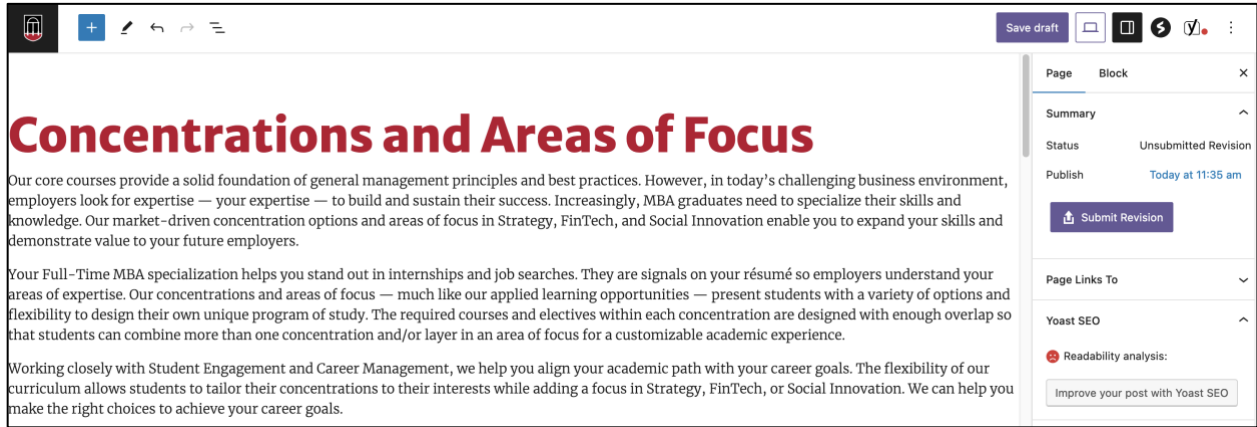 Save draft
Page Block
Concentrations and Areas of Focus
Our core courses provide a solid foundation of general management principles and best practices. However, in today’s challenging business environment,
employers look for expertise — your expertise — to build and sustain their success. Increasingly, MBA graduates need to specialize their skills and
knowledge. Our market-driven concentration options and areas of focus in Strategy, FinTech, and Social Innovation enable you to expand your skills and
demonstrate value to your future employers.
Your Full-Time MBA specialization helps you stand out in internships and job searches. They are signals on your résumé so employers understand your
areas of expertise. Our concentrations and areas of focus — much like our applied learning opportunities — present students with a variety of options and
flexibility to design their own unique program of study. The required courses and electives within each concentration are designed with enough overlap so
that students can combine more than one concentration and/or layer in an area of focus for a customizable academic experience.
Working closely with Student Engagement and Career Management, we help you align your academic path with your career goals. The flexibility of our
curriculum allows students to tailor their concentrations to their interests while adding a focus in Strategy, FinTech, or Social Innovation. We can help you
make the right choices to achieve your career goals.
Summary
Status Unsubmitted Revision
Publish Today at 11:35 am
Submit Revision
Page Links To
Yoast SEO
Readability analysis:
Improve your post with Yoast SEO